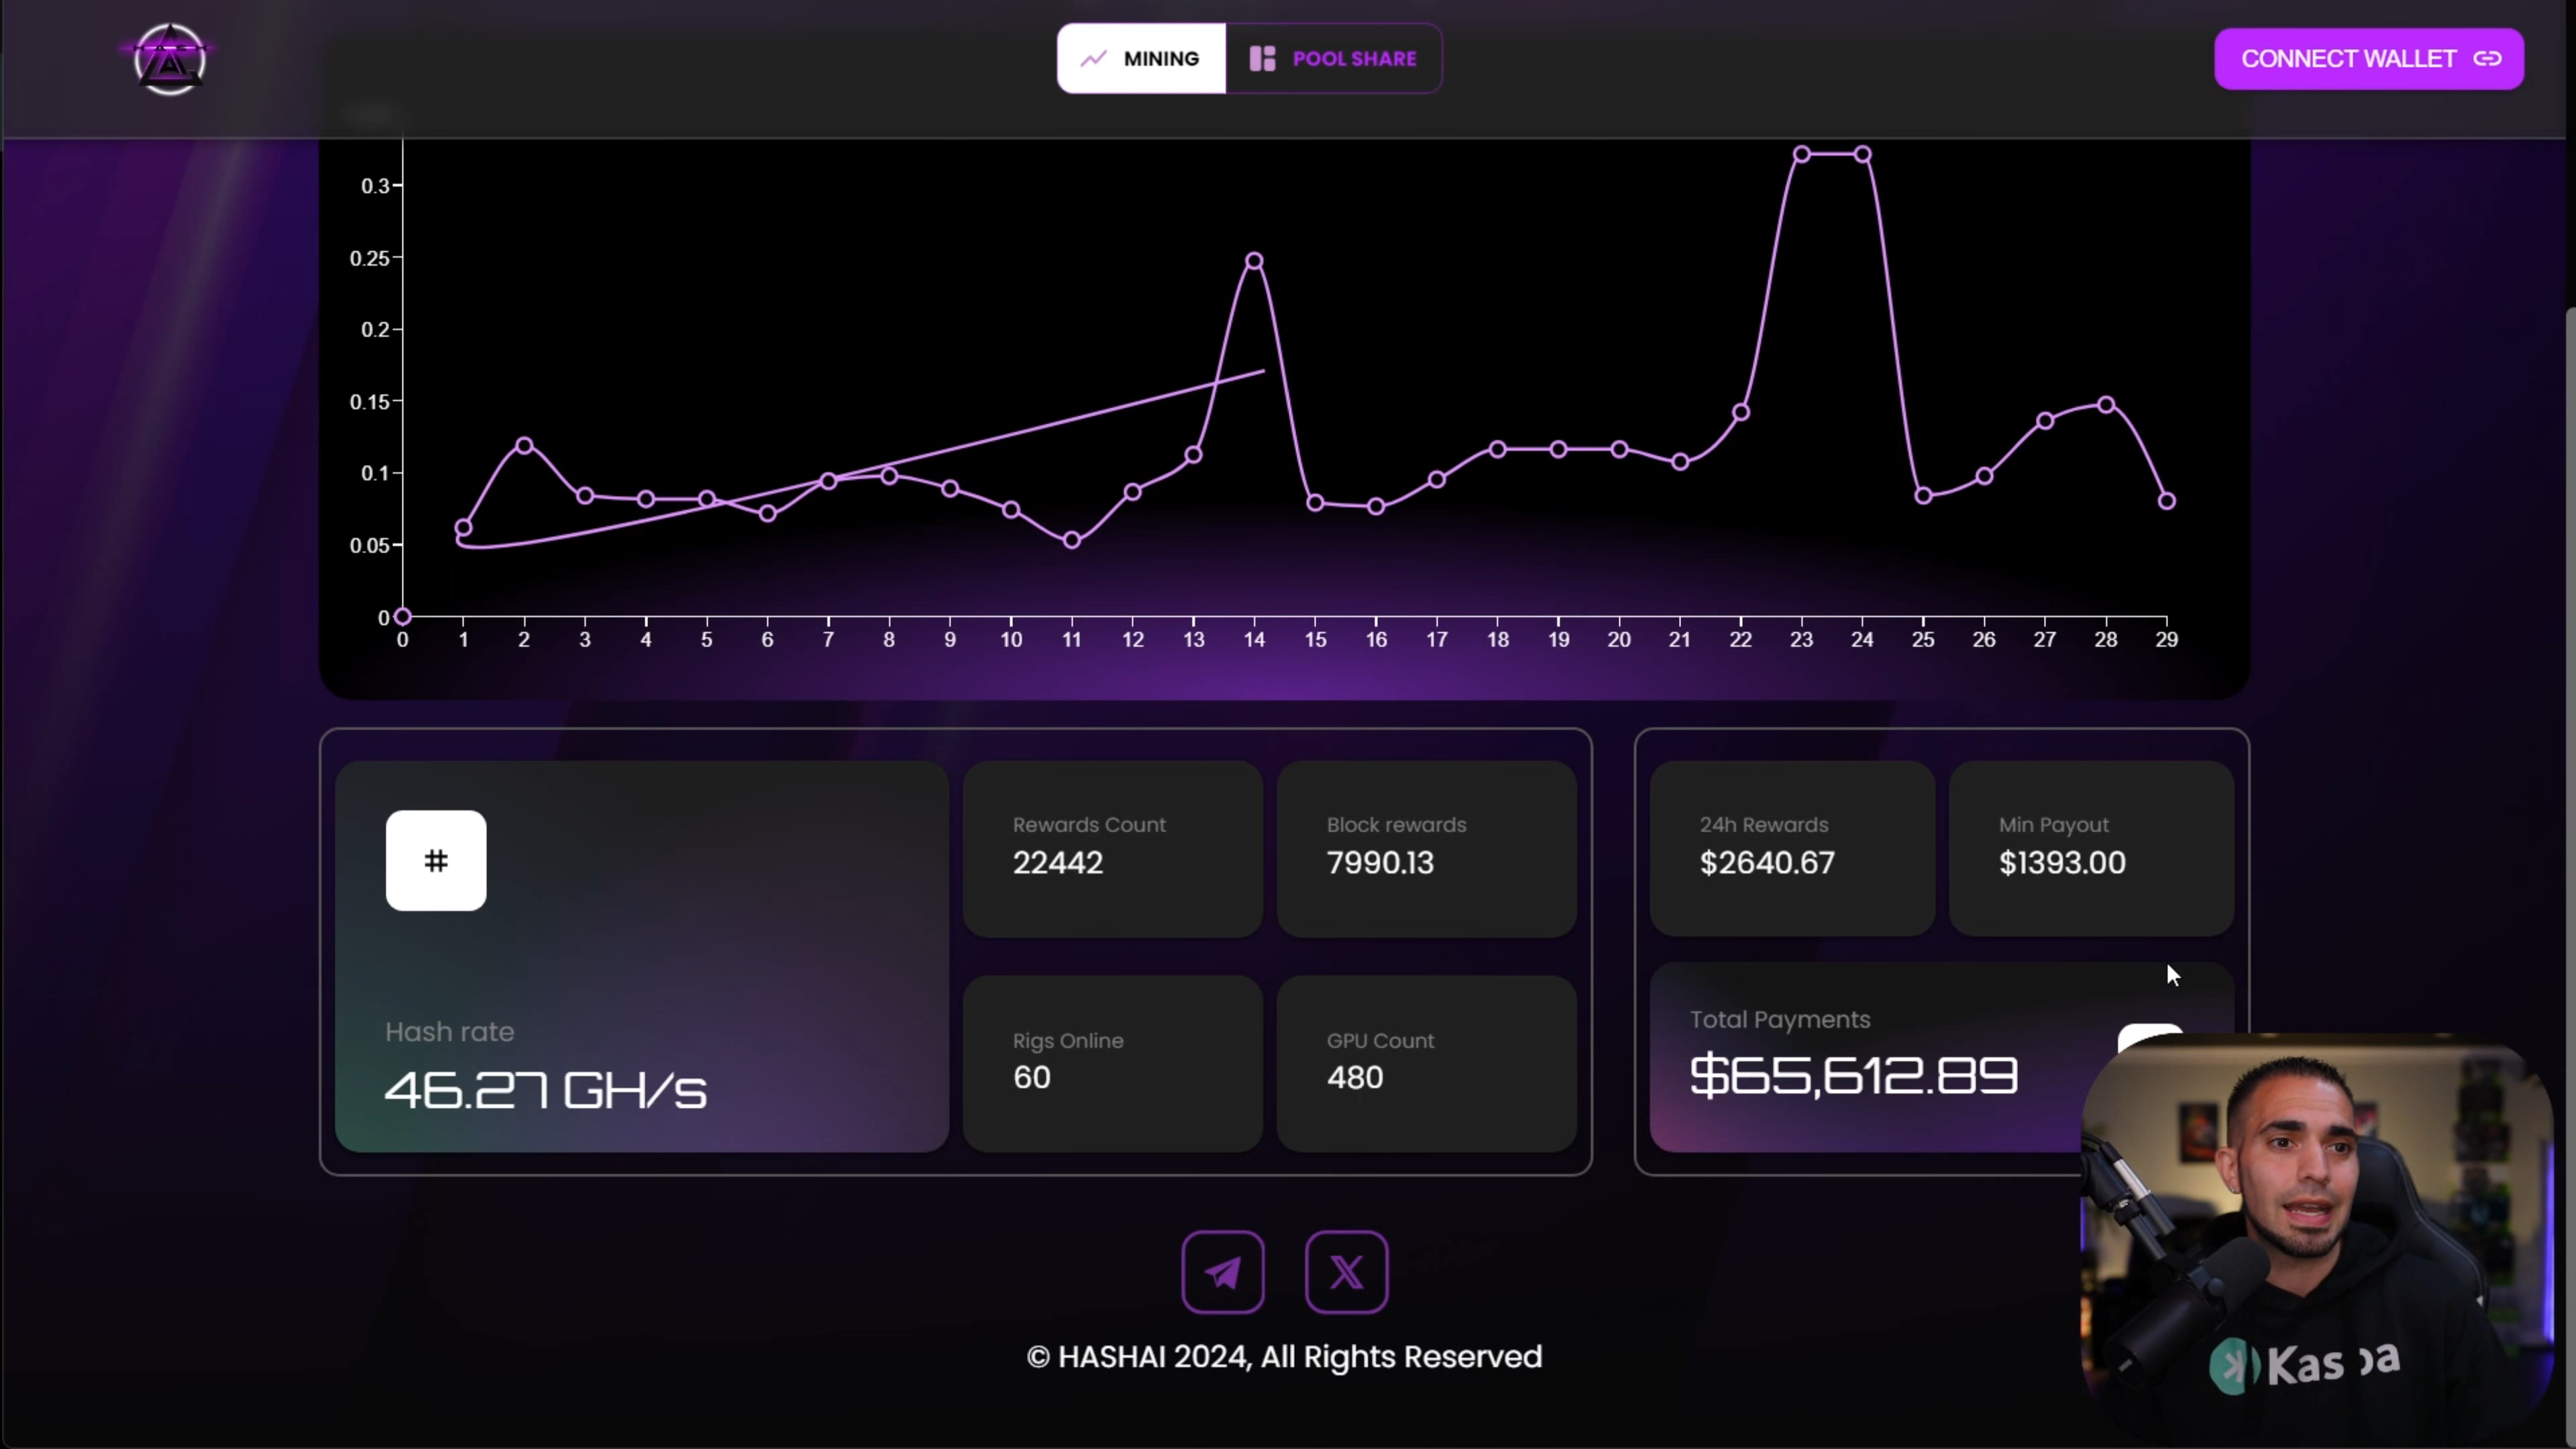 MINING
POOL SHARE
CONNECT WALLET
0.3
0.25
0.2
0.15
0.1
0.05
0
0 1 2 3 4 5 6 7 8 9 10 11 12 13 14 15 16 17 18 19 20 21 22 23 24 25 26 27 28 29
#
Hash rate
46.27 GH/s
Rewards Count
22442
Block rewards
7990.13
Rigs Online
60
GPU Count
480
24h Rewards
$2640.67
Min Payout
$1393.00
Total Payments
$65,612.89
© HASHAI 2024, All Rights Reserved
Kaspa